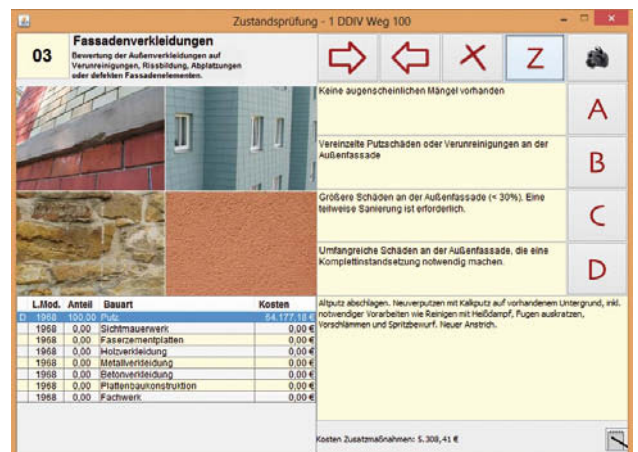 Zustandsprüfung - 1 DDIV Weg 100
03
Fassadenverkleidungen
Bewertung der Außenverkleidungen auf
Verunreinigungen, Rissbildung, Abplatzungen
oder defekten Fassadenelementen.
Z
Keine augenscheinlichen Mängel vorhanden
A
Vereinzelte Putzschäden oder Verunreinigungen an der
Außenfassade
B
Größere Schäden an der Außenfassade (< 30%). Eine
teilweise Sanierung ist erforderlich.
C
Umfangreiche Schäden an der Außenfassade, die eine
Komplettinstandsetzung notwendig machen.
D
L.Mod. Anteil Bauart Kosten
D 1968 100,00 Putz 54.177,18 €
1968 0,00 Sichtmauerwerk 0,00 €
1968 0,00 Faserzementplatten 0,00 €
1968 0,00 Holzverkleidung 0,00 €
1968 0,00 Metallverkleidung 0,00 €
1968 0,00 Betonverkleidung 0,00 €
1968 0,00 Plattenbaukonstruktion 0,00 €
1968 0,00 Fachwerk 0,00 €
Altputz abschlagen. Neuverputzen mit Kalkputz auf vorhandenem Untergrund, inkl.
notwendiger Vorarbeiten wie Reinigen mit Heißdampf, Fugen auskratzen,
Vorschlämmen und Spritzbewurf. Neuer Anstrich.
Kosten Zusatzmaßnahmen: 5.308,41 €